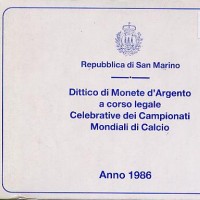 Repubblica di San Marino
Dittico di Monete d'Argento
a corso legale
Celebrative dei Campionati
Mondiali di Calcio
Anno 1986